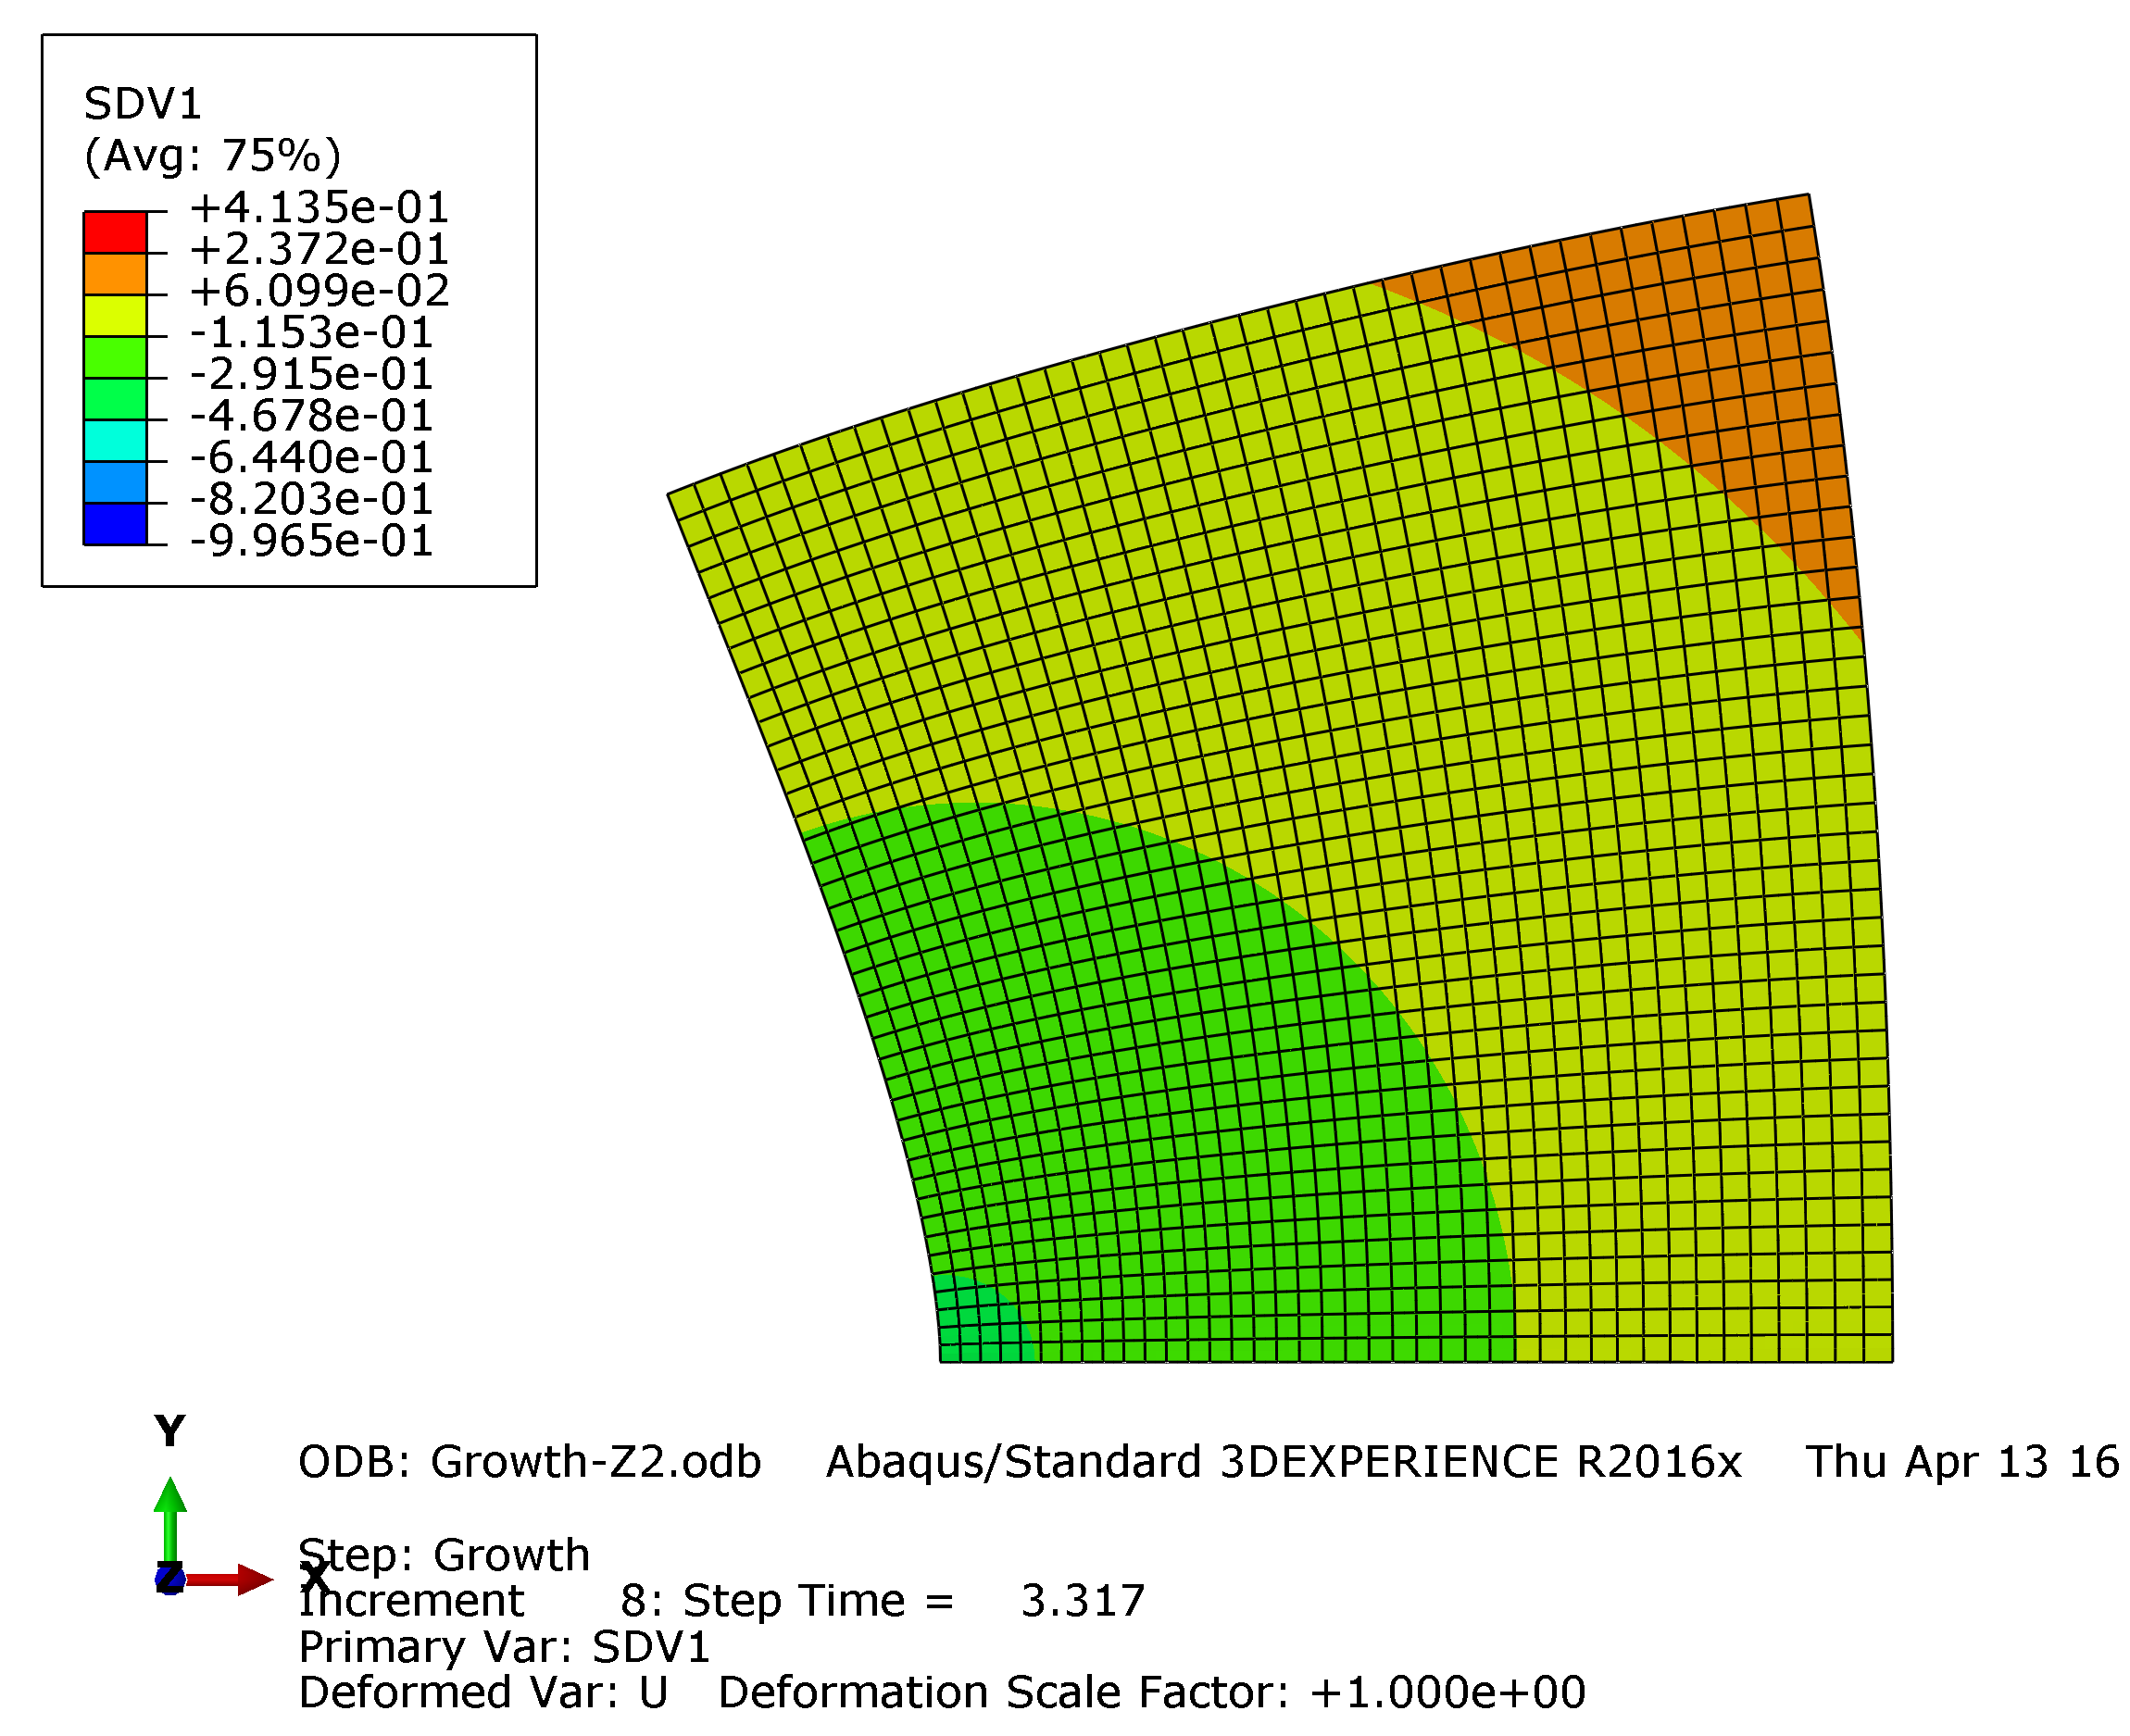 SDV1
(Avg: 75%)
+4.135e-01
+2.372e-01
+6.099e-02
-1.153e-01
-2.915e-01
-4.678e-01
-6.440e-01
-8.203e-01
-9.965e-01
Y
Z
X
ODB: Growth-Z2.odb    Abaqus/Standard 3DEXPERIENCE R2016x    Thu Apr 13 16
Step: Growth
Increment    8: Step Time =    3.317
Primary Var: SDV1
Deformed Var: U   Deformation Scale Factor: +1.000e+00